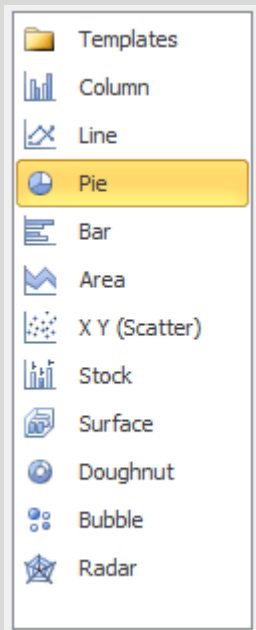 Templates
Column
Line
Pie
Bar
Area
X Y (Scatter)
Stock
Surface
Doughnut
Bubble
Radar